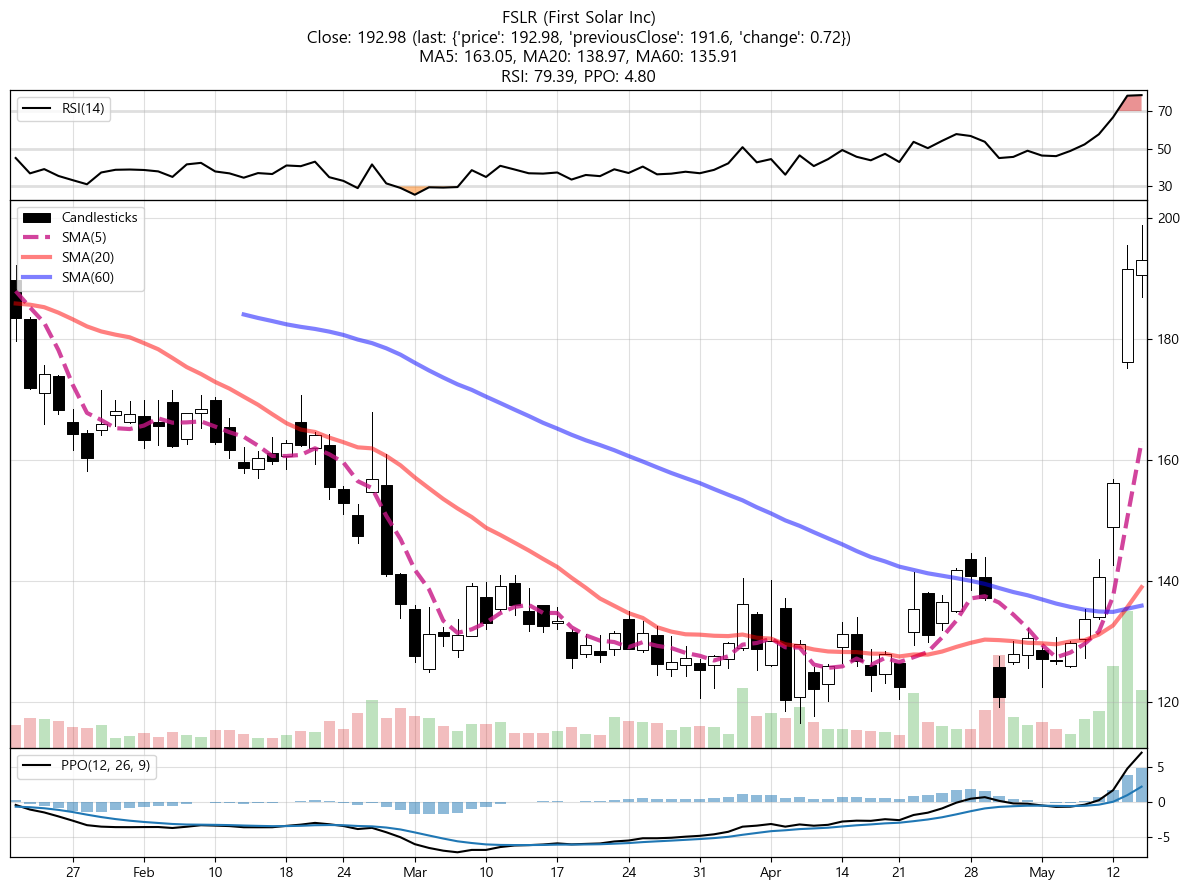 FSLR (First Solar Inc)
Close: 192.98 (last: {'price': 192.98, 'previousClose': 191.6, 'change': 0.72})
MA5: 163.05, MA20: 138.97, MA60: 135.91
RSI: 79.39, PPO: 4.80
RSI(14)
70
50
30
Candlesticks
SMA(5)
SMA(20)
SMA(60)
200
180
160
140
120
PPO(12, 26, 9)
5
0
-5
27 Feb 10 18 24 Mar 10 17 24 31 Apr 14 21 28 May 12